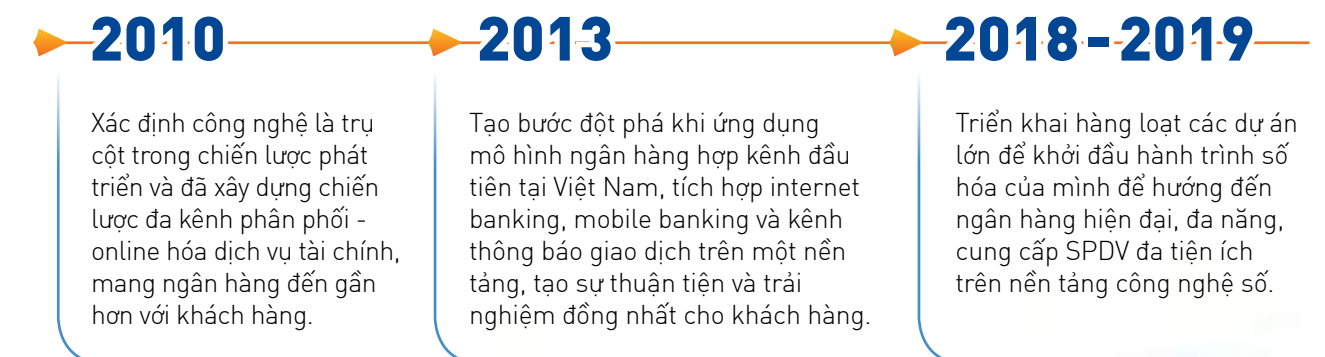 2010
Xác định công nghệ là trụ
cột trong chiến lược phát
triển và đã xây dựng chiến
lược đa kênh phân phối -
online hóa dịch vụ tài chính,
mang ngân hàng đến gần
hơn với khách hàng.
2013
Tạo bước đột phá khi ứng dụng
mô hình ngân hàng hợp kênh đầu
tiên tại Việt Nam, tích hợp internet
banking, mobile banking và kênh
thông báo giao dịch trên một nền
tảng, tạo sự thuận tiện và trải
nghiệm đồng nhất cho khách hàng.
2018-2019
Triển khai hàng loạt các dự án
lớn để khởi đầu hành trình số
hóa của mình để hướng đến
ngân hàng hiện đại, đa năng,
cung cấp SPDV đa tiện ích
trên nền tảng công nghệ số.